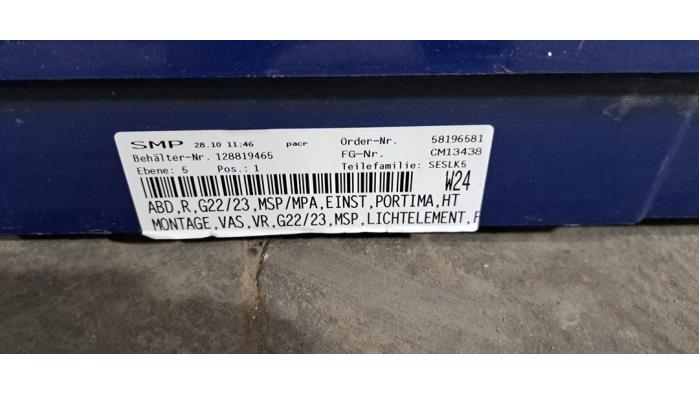 SMP 28.10 11:46 pacr Order-Nr. 58196581
Behälter-Nr. 128819465 FG-Nr. CM13438
Ebene: 5 Pos.: 1 Teilefamilie: SESLK5
W24
ABD,R,G22/23,MSP/MPA,EINST,PORTIMA,HT
MONTAGE,VAS,VR,G22/23,MSP,LICHTELEMENT,F